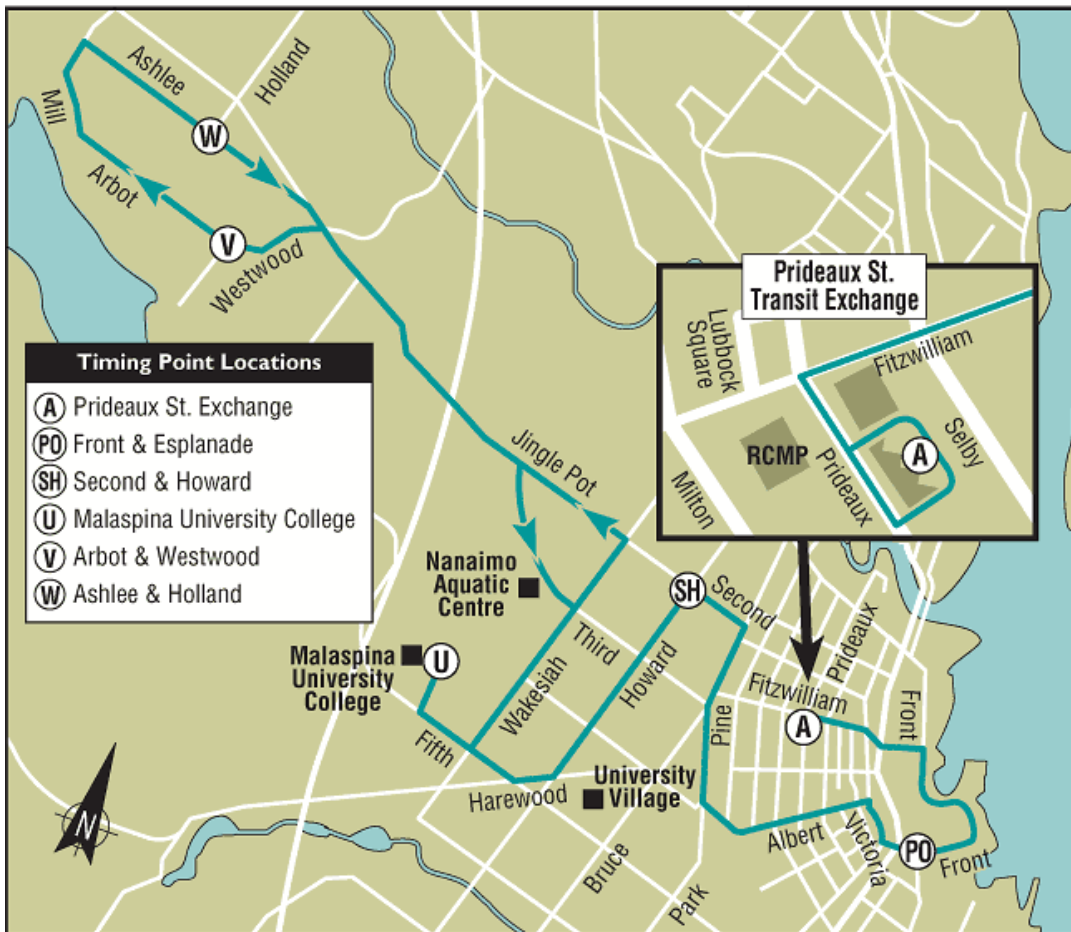 Ashlee
Holland
Mill
W
Arbot
V
Westwood
Prideaux St.
Transit Exchange
Lubbock
Square
Fitzwilliam
Selby
RCMP
A
Prideaux
Milton
Timing Point Locations
A Prideaux St. Exchange
PO Front & Esplanade
SH Second & Howard
U Malaspina University College
V Arbot & Westwood
W Ashlee & Holland
Jingle Pot
Nanaimo
Aquatic
Centre
SH
Second
Third
Malaspina
University
College
U
Wakesiah
Howard
Prideaux
Fitzwilliam
Front
A
Pine
Fifth
Harewood
University
Village
Albert
Victoria
PO
Front
Bruce
Park
N